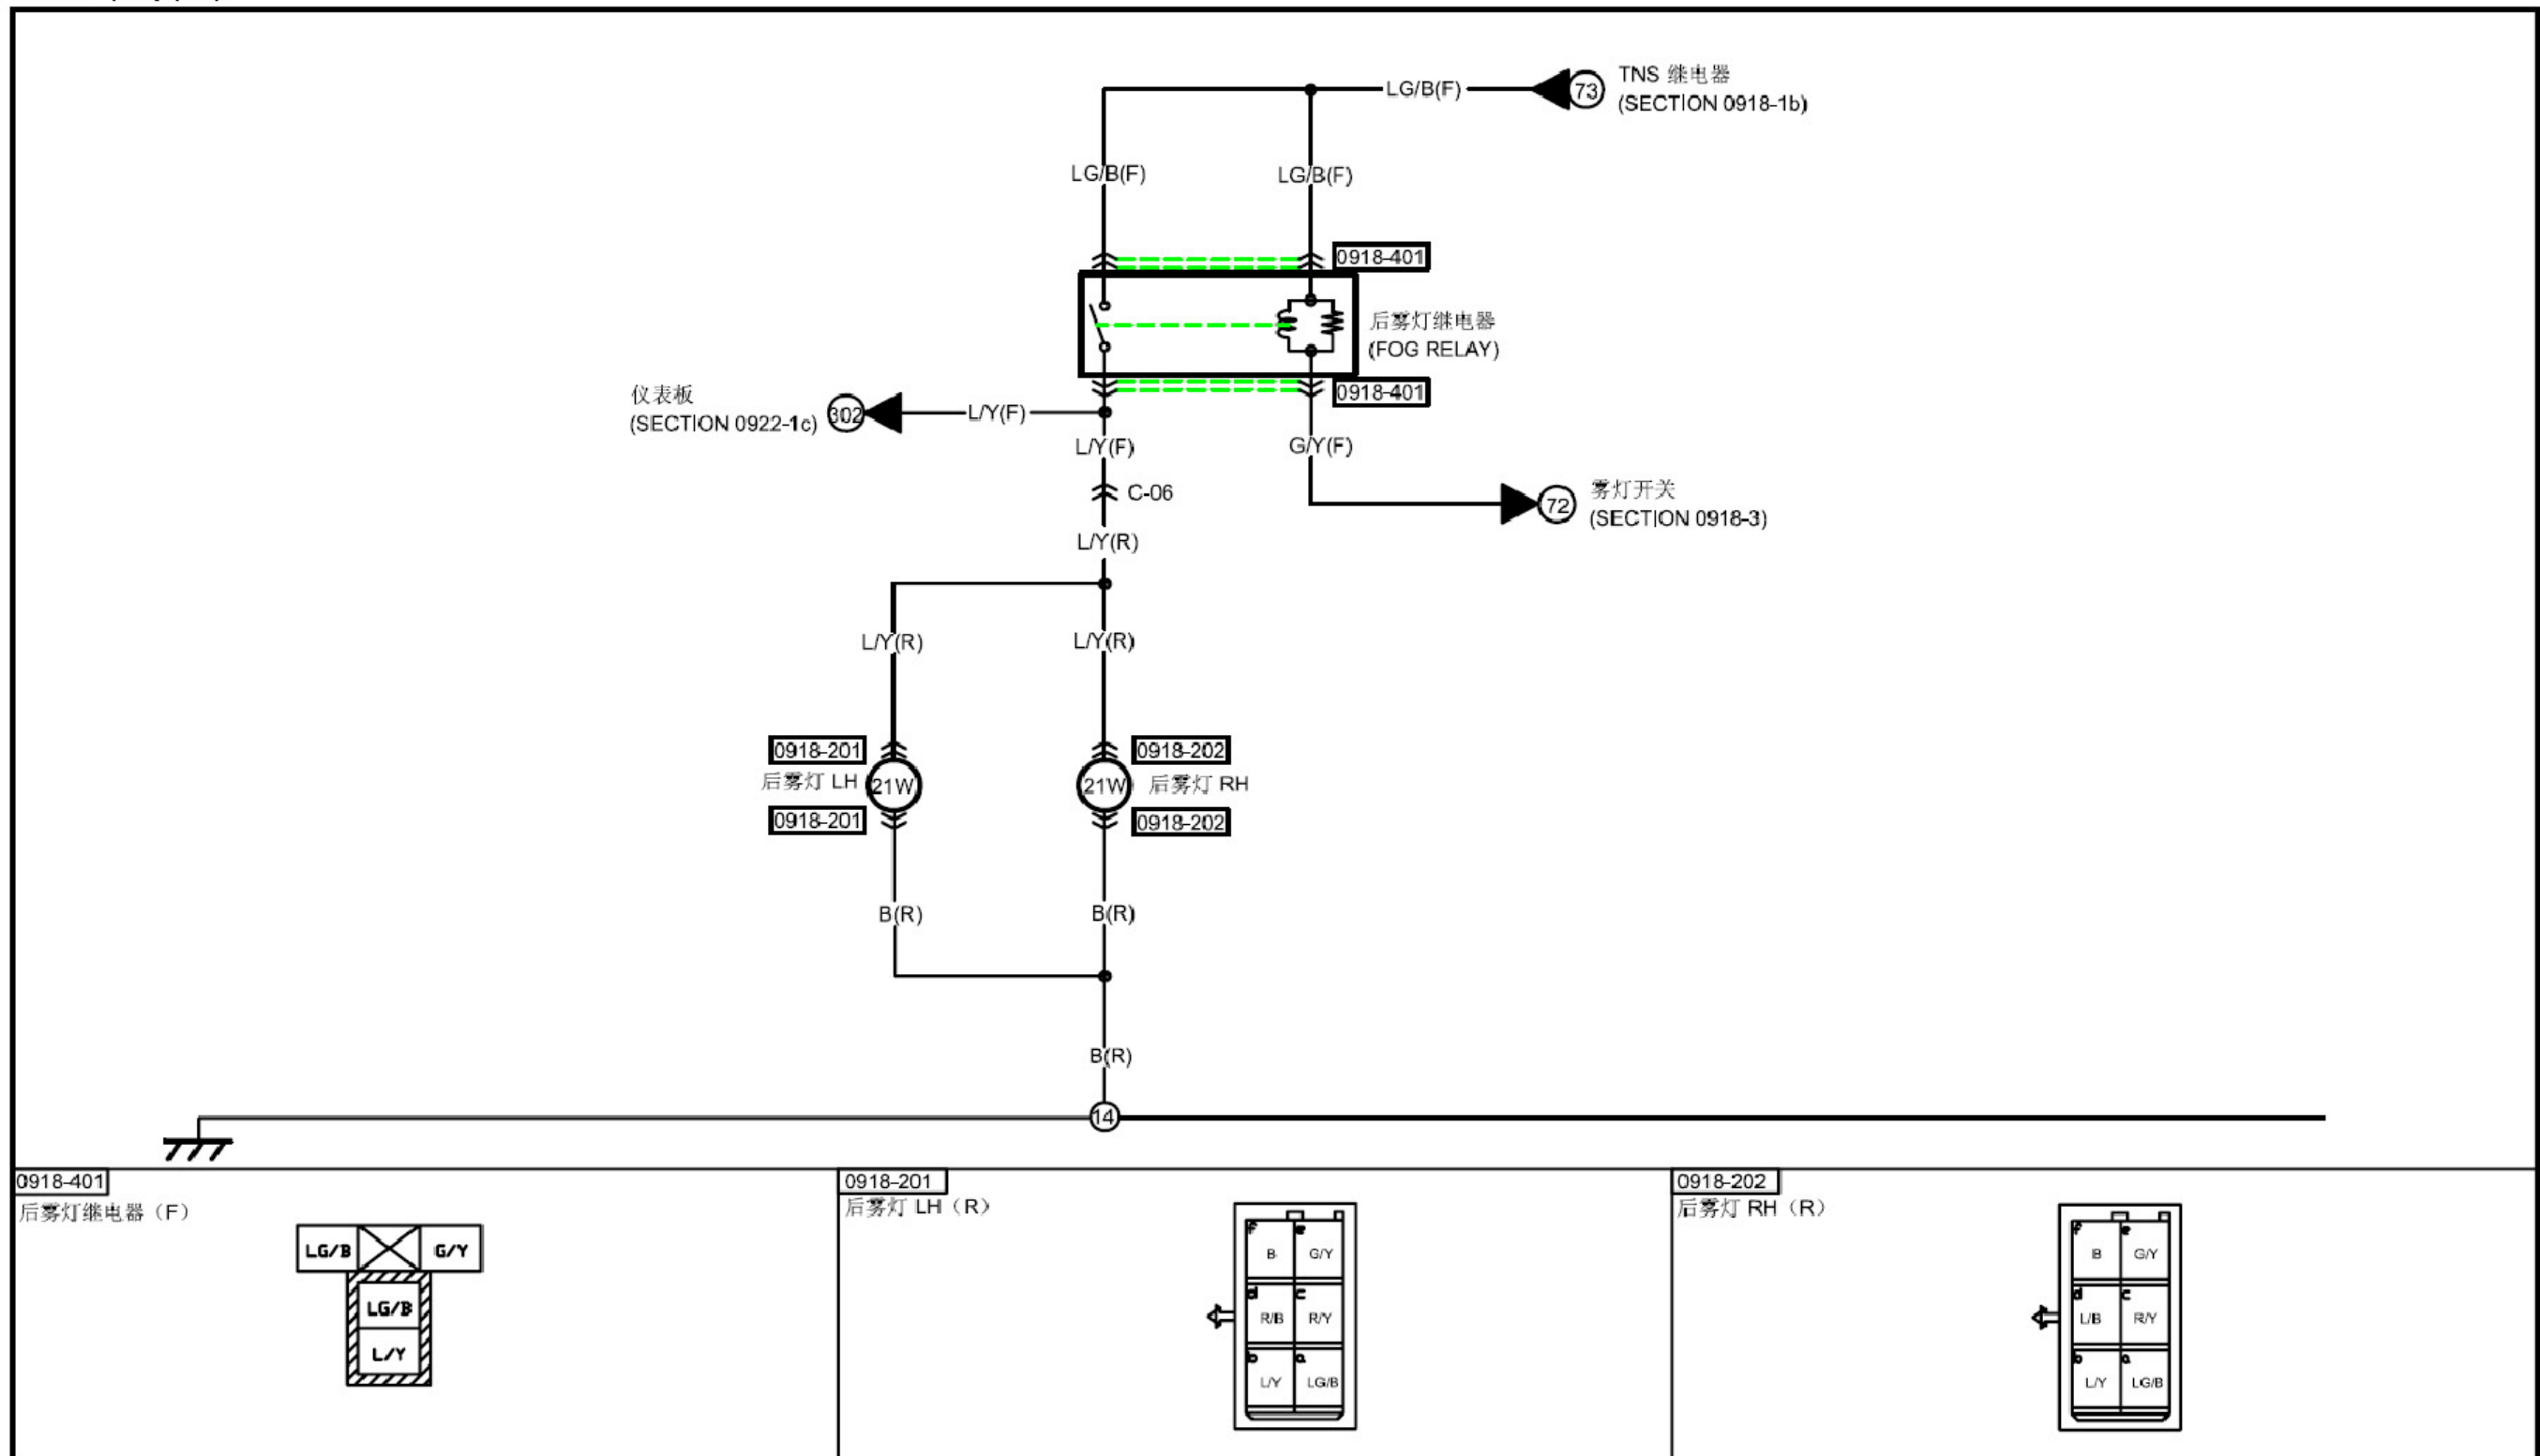 TNS 继电器
LG/B(F)
73
(SECTION 0918-1b)
LG/B(F)
LG/B(F)
0918-401
后雾灯继电器
(FOG RELAY)
0918-401
仪表板
(SECTION 0922-1c)
302
L/Y(F)
L/Y(F)
G/Y(F)
C-06
雾灯开关
72
(SECTION 0918-3)
L/Y(R)
L/Y(R)
L/Y(R)
0918-201
0918-202
后雾灯 LH
21W
21W
后雾灯 RH
0918-201
0918-202
B(R)
B(R)
B(R)
14
0918-401
后雾灯继电器（F）
LG/B
G/Y
LG/B
L/Y
0918-201
后雾灯 LH（R）
f
e
B
G/Y
d
c
R/B
R/Y
b
a
L/Y
LG/B
0918-202
后雾灯 RH（R）
f
e
B
G/Y
d
c
L/B
R/Y
b
a
L/Y
LG/B